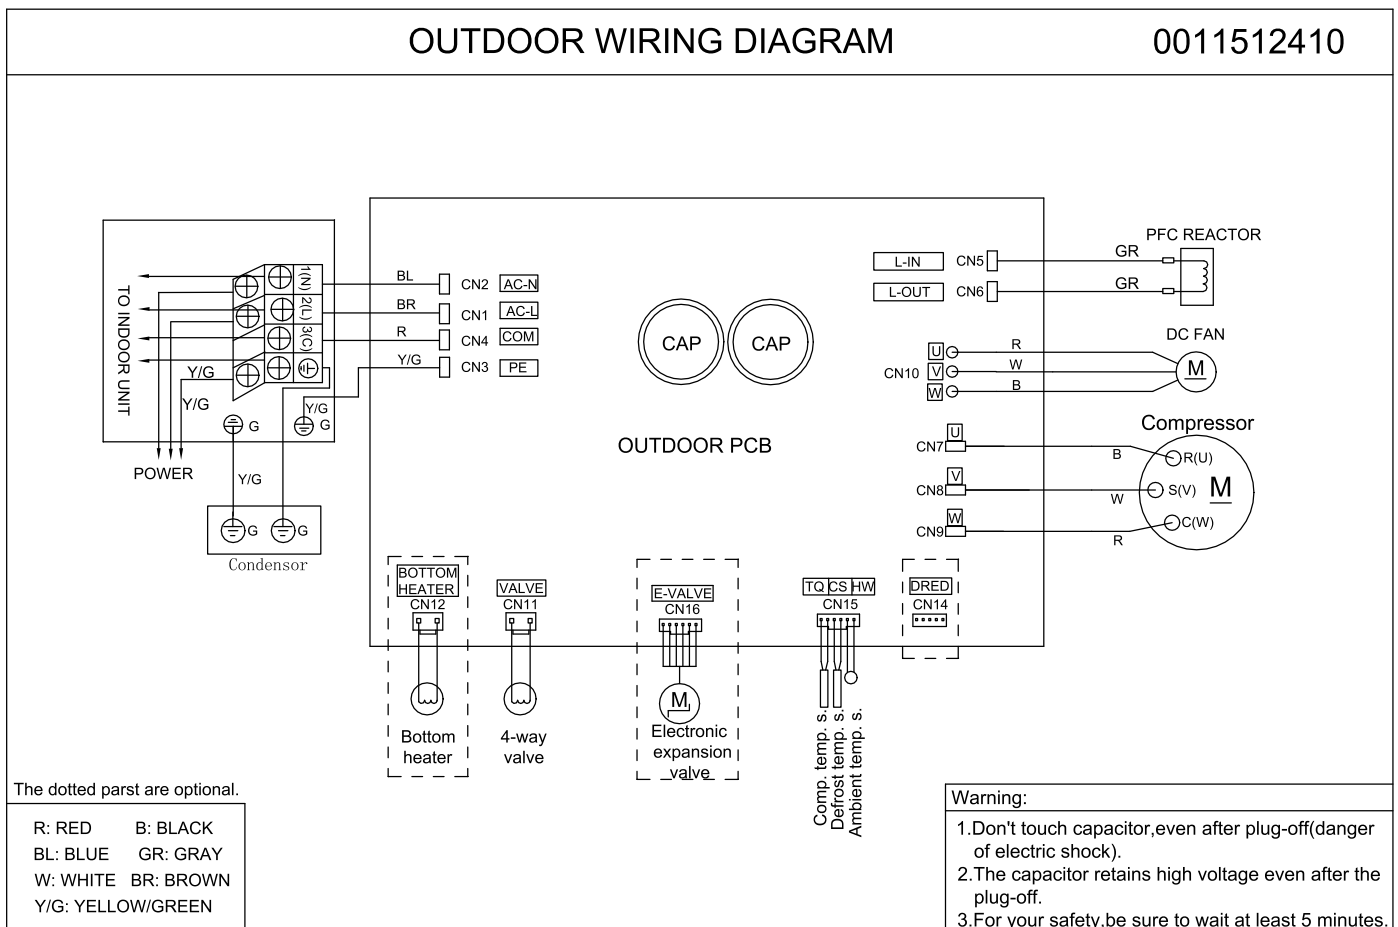 OUTDOOR WIRING DIAGRAM
0011512410
TO INDOOR UNIT
1(N)
2(L)
3(C)
Y/G
Y/G
Y/G
G
G
POWER
Y/G
G
G
Condensor
BL
BR
R
Y/G
CN2 AC-N
CN1 AC-L
CN4 COM
CN3 PE
CAP
CAP
OUTDOOR PCB
L-IN CN5
L-OUT CN6
GR
GR
PFC REACTOR
CN10
U
V
W
R
W
B
DC FAN
M
CN7 U
CN8 V
CN9 W
B
W
R
Compressor
R(U)
S(V)
C(W)
M
BOTTOM
HEATER
CN12
Bottom
heater
VALVE
CN11
4-way
valve
E-VALVE
CN16
M
Electronic
expansion
valve
TQ CS HW
CN15
Comp. temp. s.
Defrost temp. s.
Ambient temp. s.
DRED
CN14
The dotted parst are optional.
R: RED B: BLACK
BL: BLUE GR: GRAY
W: WHITE BR: BROWN
Y/G: YELLOW/GREEN
Warning:
1.Don't touch capacitor,even after plug-off(danger
of electric shock).
2.The capacitor retains high voltage even after the
plug-off.
3.For your safety,be sure to wait at least 5 minutes.